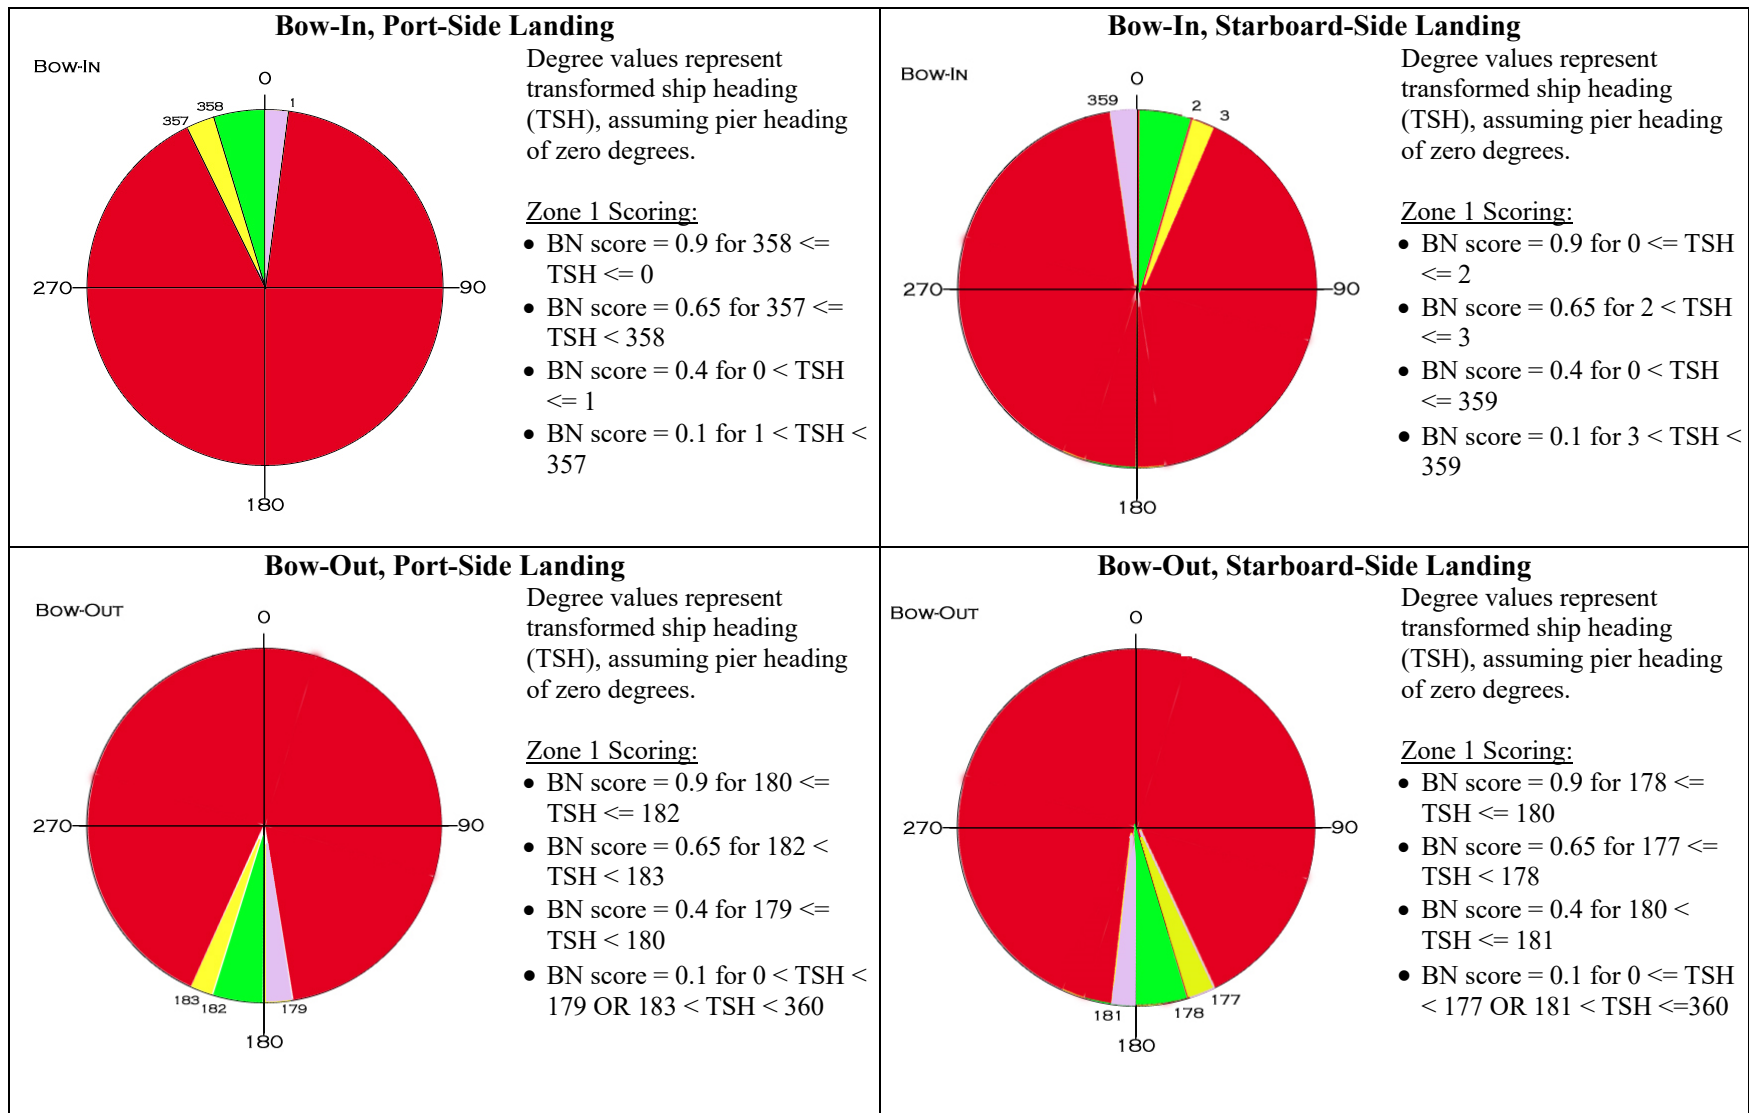 Bow-In, Port-Side Landing
BOW-IN
0
357
358
1
270
90
180
Degree values represent
transformed ship heading
(TSH), assuming pier heading
of zero degrees.
Zone 1 Scoring:
• BN score = 0.9 for 358 <=
TSH <= 0
• BN score = 0.65 for 357 <=
TSH < 358
• BN score = 0.4 for 0 < TSH
<= 1
• BN score = 0.1 for 1 < TSH <
357
Bow-In, Starboard-Side Landing
BOW-IN
0
359
2
3
270
90
180
Degree values represent
transformed ship heading
(TSH), assuming pier heading
of zero degrees.
Zone 1 Scoring:
• BN score = 0.9 for 0 <= TSH
<= 2
• BN score = 0.65 for 2 < TSH
<= 3
• BN score = 0.4 for 0 < TSH
<= 359
• BN score = 0.1 for 3 < TSH <
359
Bow-Out, Port-Side Landing
BOW-OUT
0
270
90
183
182
179
180
Degree values represent
transformed ship heading
(TSH), assuming pier heading
of zero degrees.
Zone 1 Scoring:
• BN score = 0.9 for 180 <=
TSH <= 182
• BN score = 0.65 for 182 <
TSH < 183
• BN score = 0.4 for 179 <=
TSH < 180
• BN score = 0.1 for 0 < TSH <
179 OR 183 < TSH < 360
Bow-Out, Starboard-Side Landing
BOW-OUT
0
270
90
181
178
177
180
Degree values represent
transformed ship heading
(TSH), assuming pier heading
of zero degrees.
Zone 1 Scoring:
• BN score = 0.9 for 178 <=
TSH <= 180
• BN score = 0.65 for 177 <=
TSH < 178
• BN score = 0.4 for 180 <
TSH <= 181
• BN score = 0.1 for 0 <= TSH
< 177 OR 181 < TSH <=360